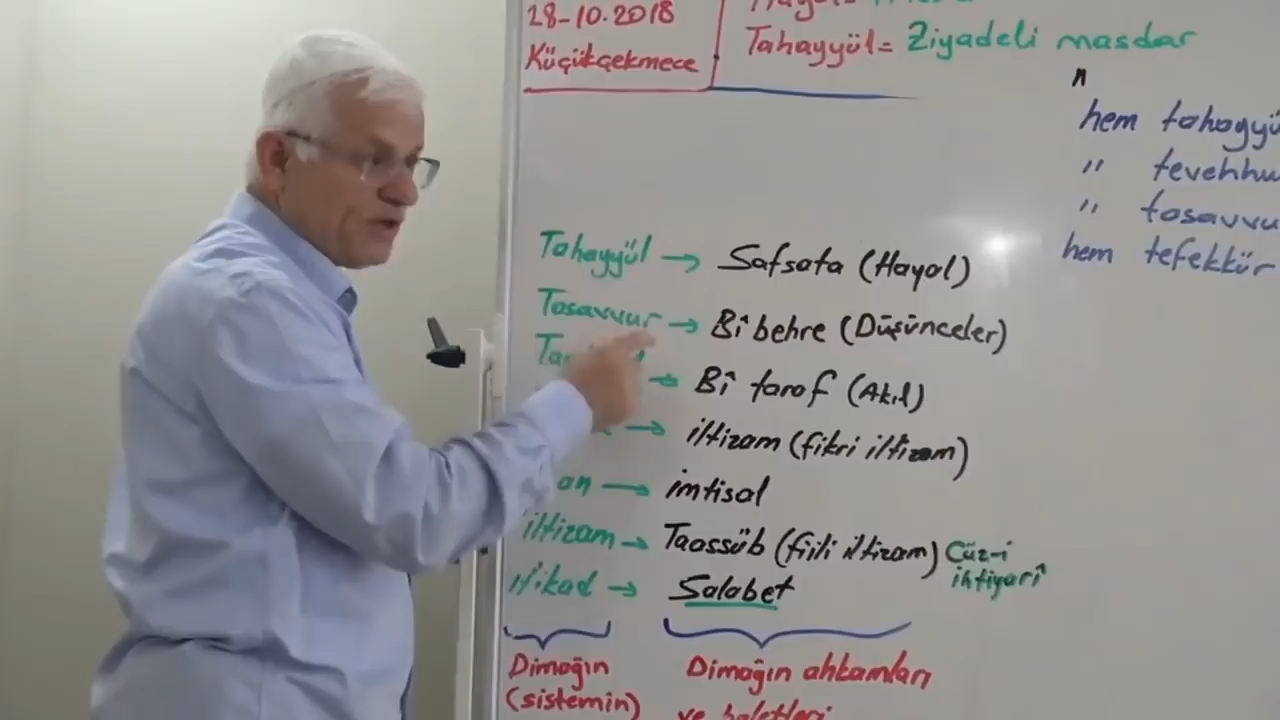 28-10.2018
Küçükçekmece
Tahayyül= Ziyadeli masdar
"
hem tahayyü
" tevehhu
" tasavvu
hem tefekkür
Tahayyül → Safsata (Hayal)
Tasavvur → Bî behre (Düşünceler)
→ Bî taraf (Akıl)
→ iltizam (fikri iltizam)
an → imtisal
iltizam → Taassüb (fiili iltizam) Cüz-i ihtiyarî
itikad → Salabet
Dimağın Dimağın ahkamları
(sistemin) ve haletleri